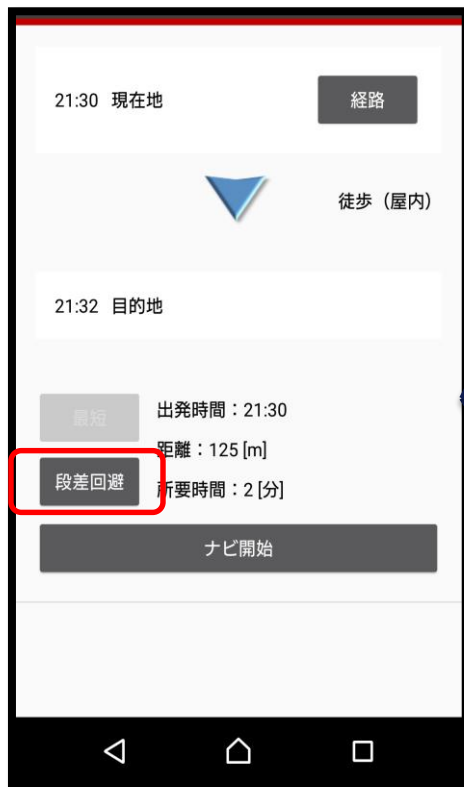 21:30 現在地
経路
徒歩（屋内）
21:32 目的地
最短
出発時間：21:30
距離：125 [m]
段差回避
所要時間：2 [分]
ナビ開始